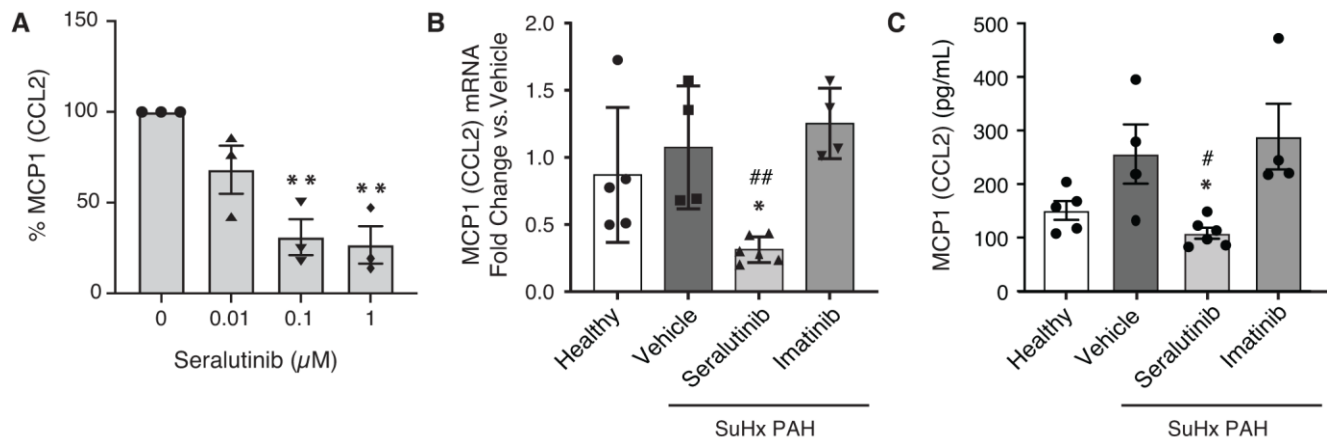 A
% MCP1 (CCL2)
100
50
0
0 0.01 0.1 1
** **
Seralutinib (µM)
B
MCP1 (CCL2) mRNA
Fold Change vs.Vehicle
2.0
1.5
1.0
0.5
0.0
##
*
Healthy
Vehicle
Seralutinib
Imatinib
SuHx PAH
C
MCP1 (CCL2) (pg/mL)
500
400
300
200
100
0
#
*
Healthy
Vehicle
Seralutinib
Imatinib
SuHx PAH